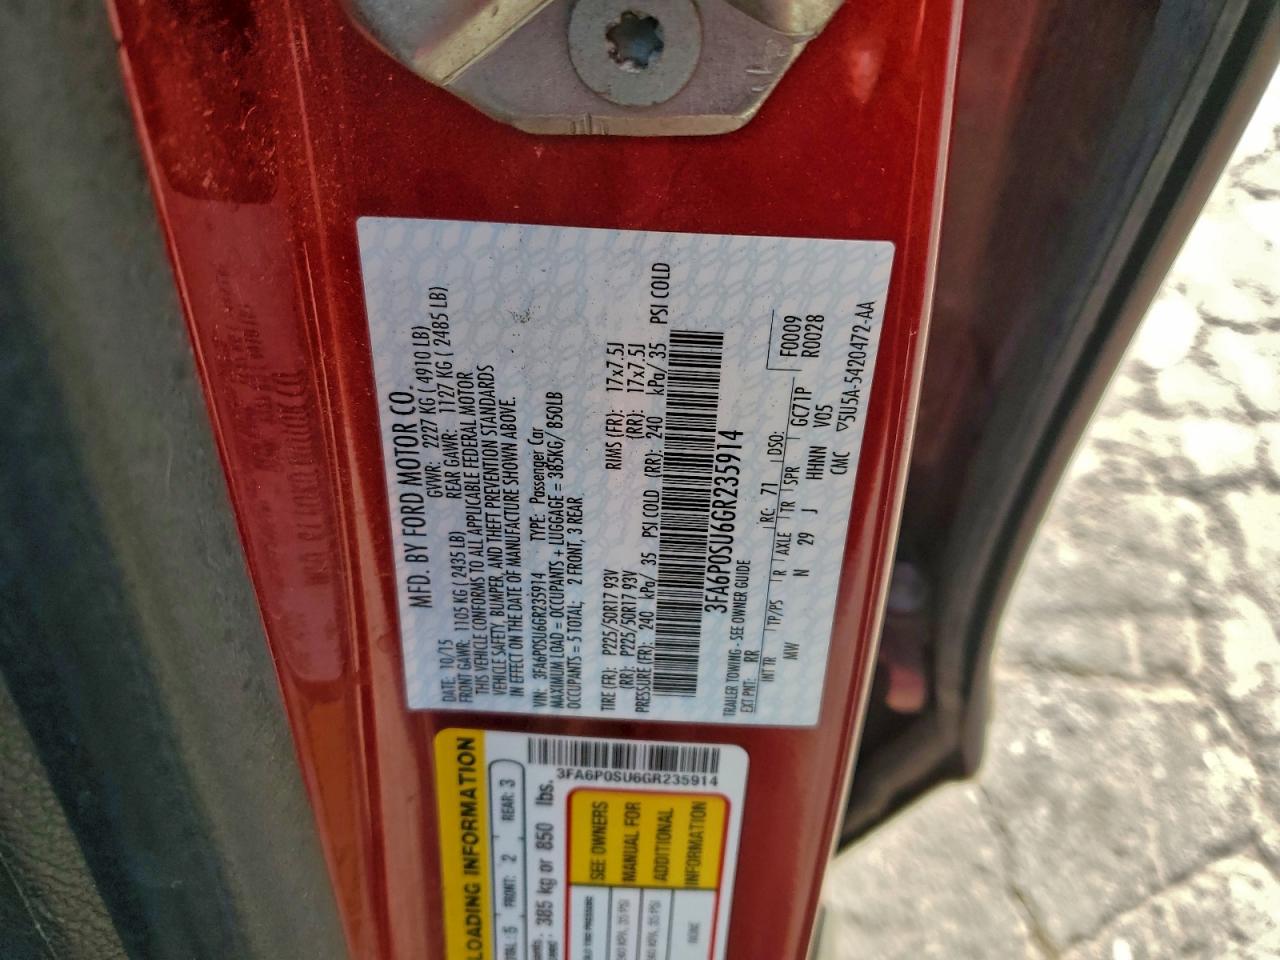 MFD. BY FORD MOTOR CO.
DATE: 10/15 GVWR: 2227 KG ( 4910 LB)
FRONT GAWR: 1105 KG ( 2435 LB) REAR GAWR: 1127 KG ( 2485 LB)
THIS VEHICLE CONFORMS TO ALL APPLICABLE FEDERAL MOTOR
VEHICLE SAFETY, BUMPER, AND THEFT PREVENTION STANDARDS
IN EFFECT ON THE DATE OF MANUFACTURE SHOWN ABOVE.
VIN: 3FA6P0SU6GR235914 TYPE: Passenger Car
MAXIMUM LOAD = OCCUPANTS + LUGGAGE = 385KG/ 850LB
OCCUPANTS = 5 TOTAL; 2 FRONT, 3 REAR
TIRE (FR): P225/50R17 93V RIMS (FR): 17x7.5J
(RR): P225/50R17 93V (RR): 17x7.5J
PRESSURE (FR): 240 kPa/ 35 PSI COLD (RR): 240 kPa/ 35 PSI COLD
3FA6P0SU6GR235914
TRAILER TOWING - SEE OWNER GUIDE
EXT PNT: RR RC: 71 DSO: F0009
R0028
INT TR TP/PS R AXLE TR SPR GC71P
MW N 29 J HHNN V05
CMC ▽5U5A-5420472-AA
LOADING INFORMATION
5 FRONT: 2 REAR: 3
385 kg or 850 lbs.
3FA6P0SU6GR235914
SEE OWNERS
MANUAL FOR
ADDITIONAL
INFORMATION